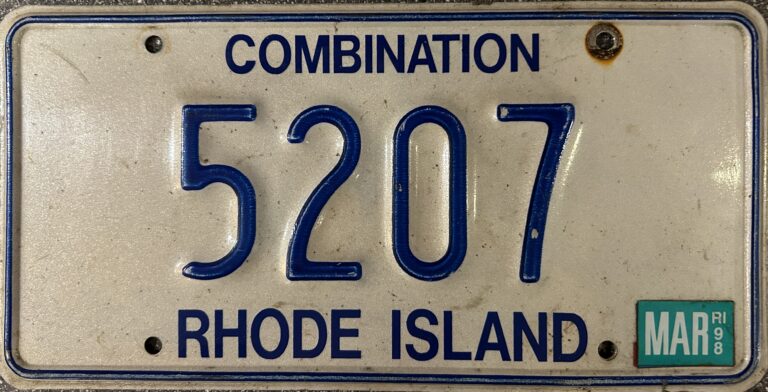 COMBINATION
5207
RHODE ISLAND
MAR RI 98